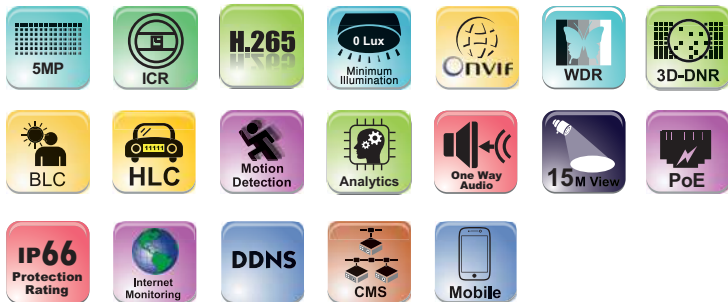 5MP
ICR
H.265
0 Lux
Minimum
Illumination
ONVIF
WDR
3D-DNR
BLC
HLC
Motion
Detection
Analytics
One Way
Audio
15M View
PoE
IP66
Protection
Rating
Internet
Monitoring
DDNS
CMS
Mobile